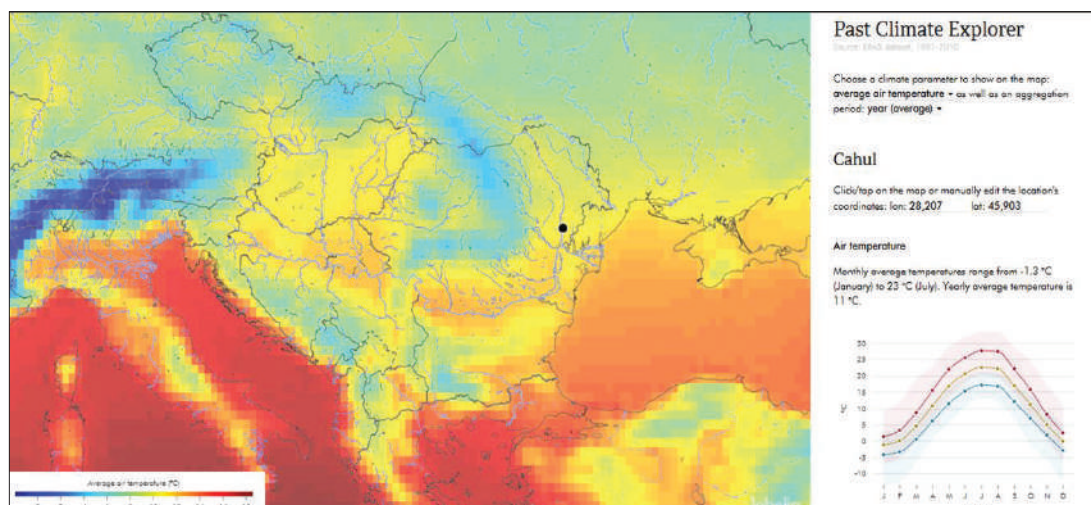 Past Climate Explorer
Choose a climate parameter to show on the map:
average air temperature ▾ as well as an aggregation
period: year (average) ▾
Cahul
Click/tap on the map or manually edit the location's
coordinates: lon: 28,207 lat: 45,903
Air temperature
Monthly average temperatures range from -1.3 °C
(January) to 23 °C (July). Yearly average temperature is
11 °C.
30
25
20
15
10
5
0
-5
-10
°C
J F M A M J J A S O N D
Average air temperature (°C)